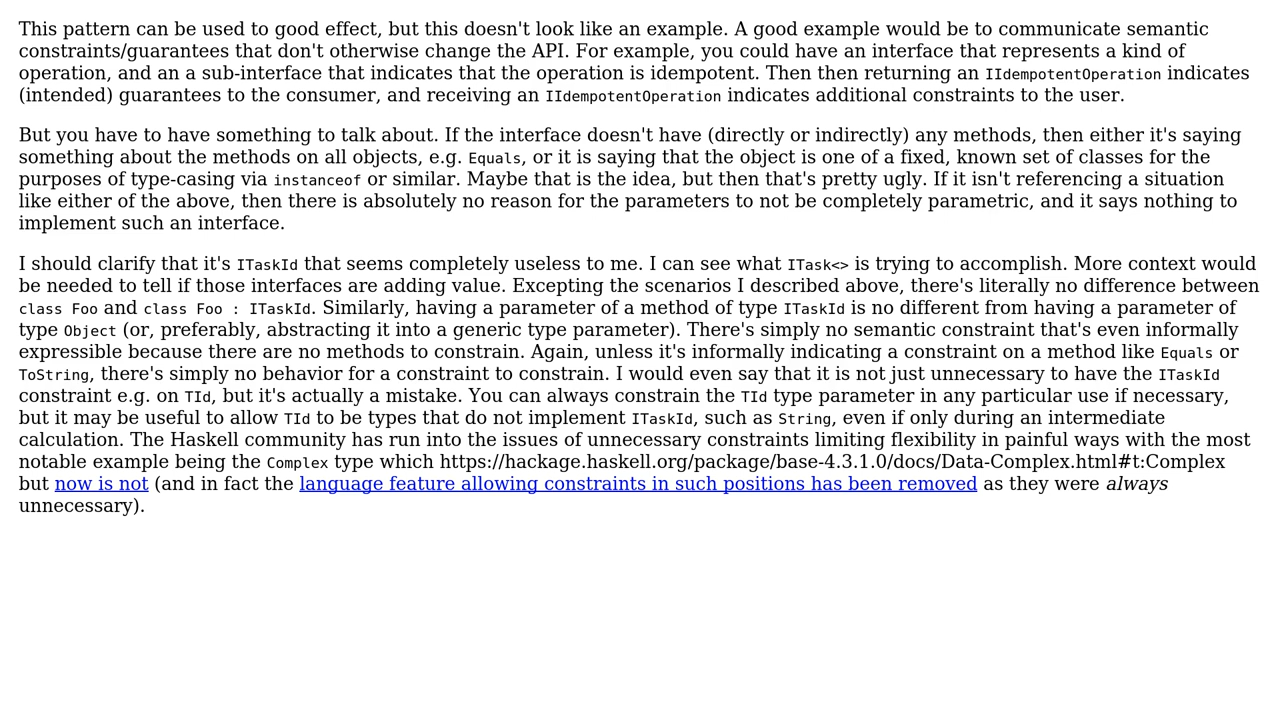 This pattern can be used to good effect, but this doesn't look like an example. A good example would be to communicate semantic
constraints/guarantees that don't otherwise change the API. For example, you could have an interface that represents a kind of
operation, and an a sub-interface that indicates that the operation is idempotent. Then then returning an IIdempotentOperation indicates
(intended) guarantees to the consumer, and receiving an IIdempotentOperation indicates additional constraints to the user.
But you have to have something to talk about. If the interface doesn't have (directly or indirectly) any methods, then either it's saying
something about the methods on all objects, e.g. Equals, or it is saying that the object is one of a fixed, known set of classes for the
purposes of type-casing via instanceof or similar. Maybe that is the idea, but then that's pretty ugly. If it isn't referencing a situation
like either of the above, then there is absolutely no reason for the parameters to not be completely parametric, and it says nothing to
implement such an interface.
I should clarify that it's ITaskId that seems completely useless to me. I can see what ITask<> is trying to accomplish. More context would
be needed to tell if those interfaces are adding value. Excepting the scenarios I described above, there's literally no difference between
class Foo and class Foo : ITaskId. Similarly, having a parameter of a method of type ITaskId is no different from having a parameter of
type Object (or, preferably, abstracting it into a generic type parameter). There's simply no semantic constraint that's even informally
expressible because there are no methods to constrain. Again, unless it's informally indicating a constraint on a method like Equals or
ToString, there's simply no behavior for a constraint to constrain. I would even say that it is not just unnecessary to have the ITaskId
constraint e.g. on TId, but it's actually a mistake. You can always constrain the TId type parameter in any particular use if necessary,
but it may be useful to allow TId to be types that do not implement ITaskId, such as String, even if only during an intermediate
calculation. The Haskell community has run into the issues of unnecessary constraints limiting flexibility in painful ways with the most
notable example being the Complex type which https://hackage.haskell.org/package/base-4.3.1.0/docs/Data-Complex.html#t:Complex
but now is not (and in fact the language feature allowing constraints in such positions has been removed as they were always
unnecessary).